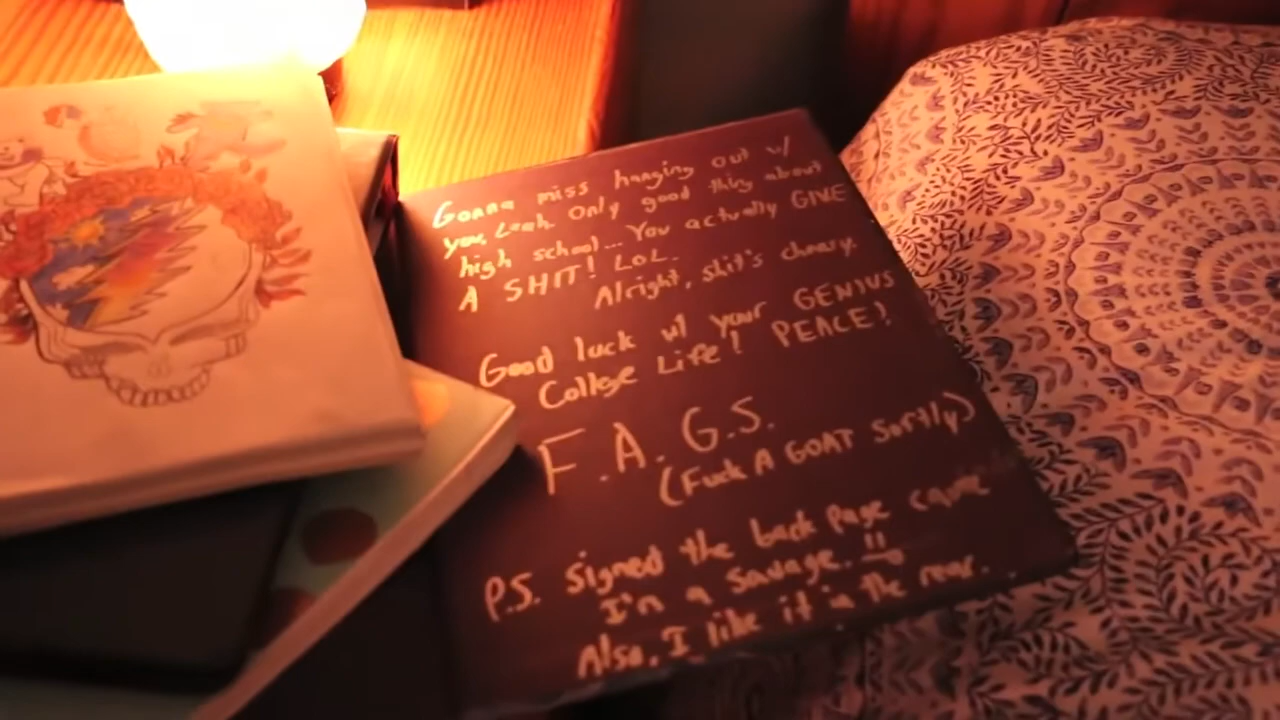 Gonna miss hanging out w/
you, Leah. Only good thing about
high school... You actually GIVE
A SHIT! LOL.
Alright, shit's cheesy.
Good luck w/ your GENIUS
College Life! PEACE!
F.A.G.S.
(Fuck A GOAT Softly)
P.S. Signed the back page cause
I'm a savage.
Also, I like it in the rear.